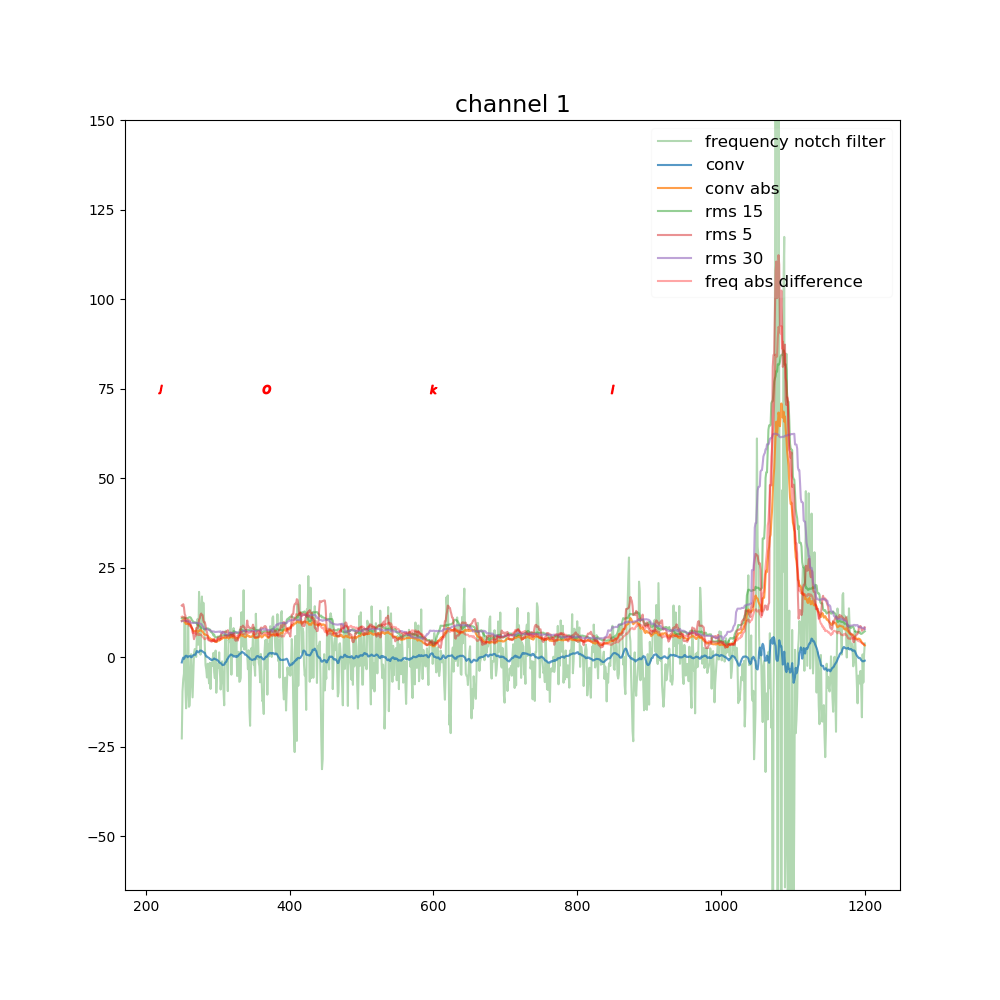 channel 1
150
125
100
75
50
25
0
−25
−50
frequency notch filter
conv
conv abs
rms 15
rms 5
rms 30
freq abs difference
J O k l
200 400 600 800 1000 1200